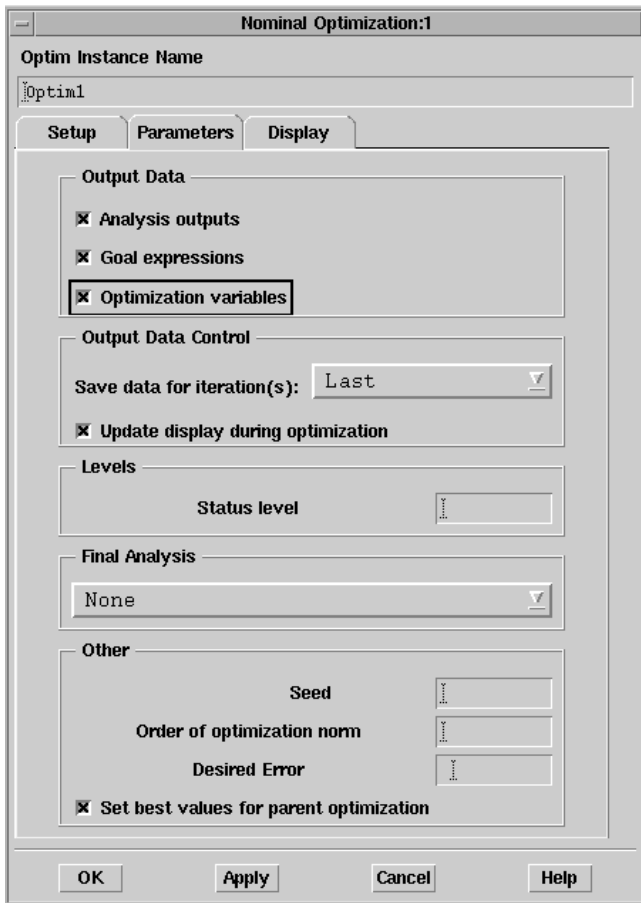 Nominal Optimization:1
Optim Instance Name
Optim1
Setup Parameters Display
Output Data
Analysis outputs
Goal expressions
Optimization variables
Output Data Control
Save data for iteration(s): Last
Update display during optimization
Levels
Status level
Final Analysis
None
Other
Seed
Order of optimization norm
Desired Error
Set best values for parent optimization
OK Apply Cancel Help